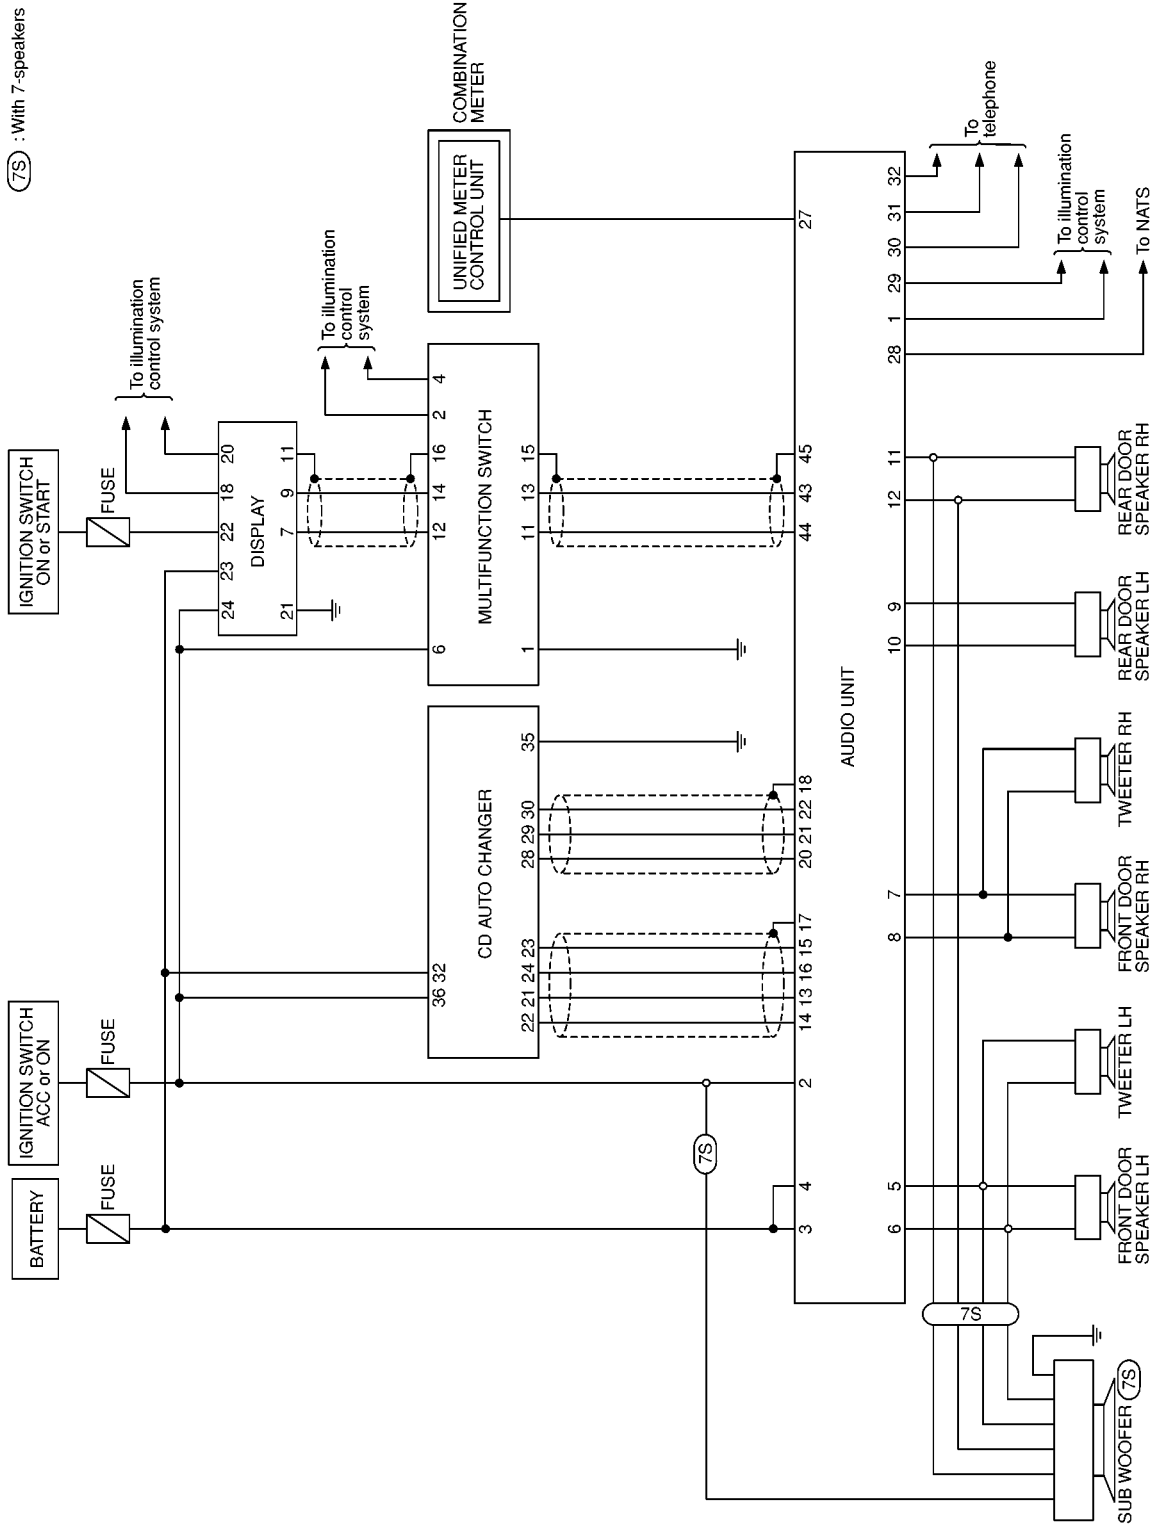 7S : With 7-speakers
IGNITION SWITCH
ON or START
FUSE
To illumination
control system
22
18
20
23
24
DISPLAY
21
7
9
11
To illumination
control
system
6
12
14
16
2
4
MULTIFUNCTION SWITCH
1
11
13
15
COMBINATION
METER
UNIFIED METER
CONTROL UNIT
BATTERY
FUSE
IGNITION SWITCH
ACC or ON
FUSE
36
32
CD AUTO CHANGER
22
21
24
23
28
29
30
35
7S
3
4
2
14
13
16
15
17
20
21
22
18
44
43
45
27
AUDIO UNIT
6
5
8
7
10
9
12
11
28
1
29
30
31
32
To
telephone
To illumination
control
system
To NATS
7S
SUB WOOFER 7S
FRONT DOOR
SPEAKER LH
TWEETER LH
FRONT DOOR
SPEAKER RH
TWEETER RH
REAR DOOR
SPEAKER LH
REAR DOOR
SPEAKER RH